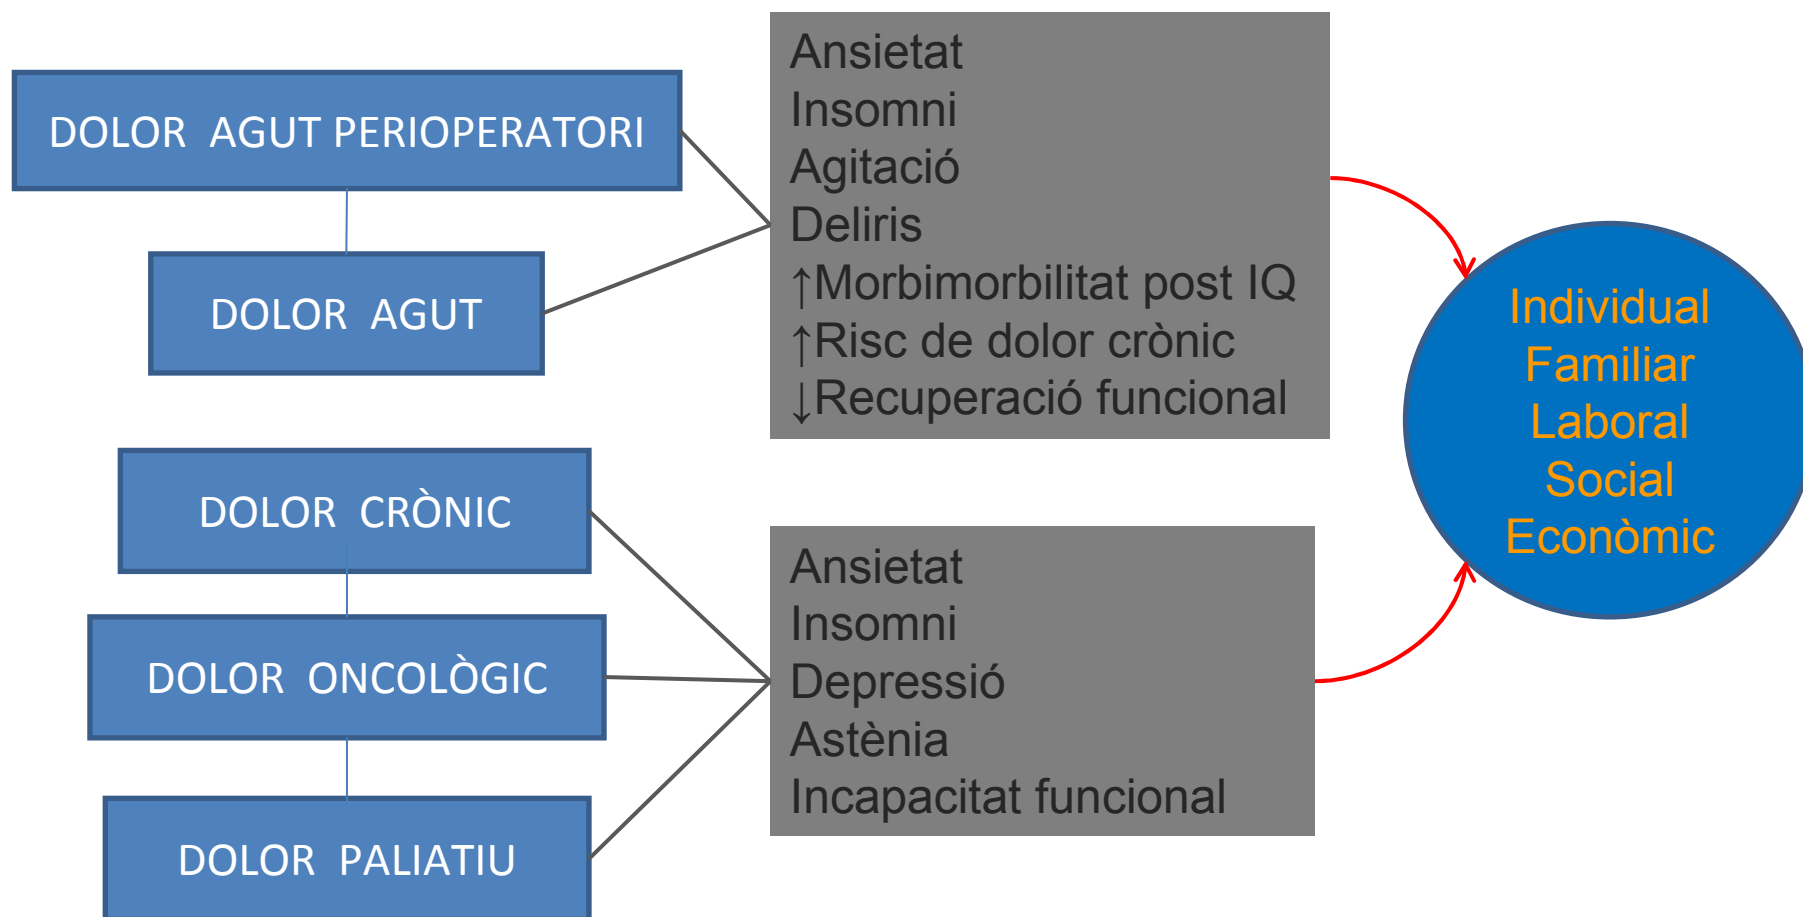 DOLOR AGUT PERIOPERATORI
DOLOR AGUT
DOLOR CRÒNIC
DOLOR ONCOLÒGIC
DOLOR PALIATIU
Ansietat
Insomni
Agitació
Deliris
↑Morbimorbilitat post IQ
↑Risc de dolor crònic
↓Recuperació funcional
Ansietat
Insomni
Depressió
Astènia
Incapacitat funcional
Individual
Familiar
Laboral
Social
Econòmic